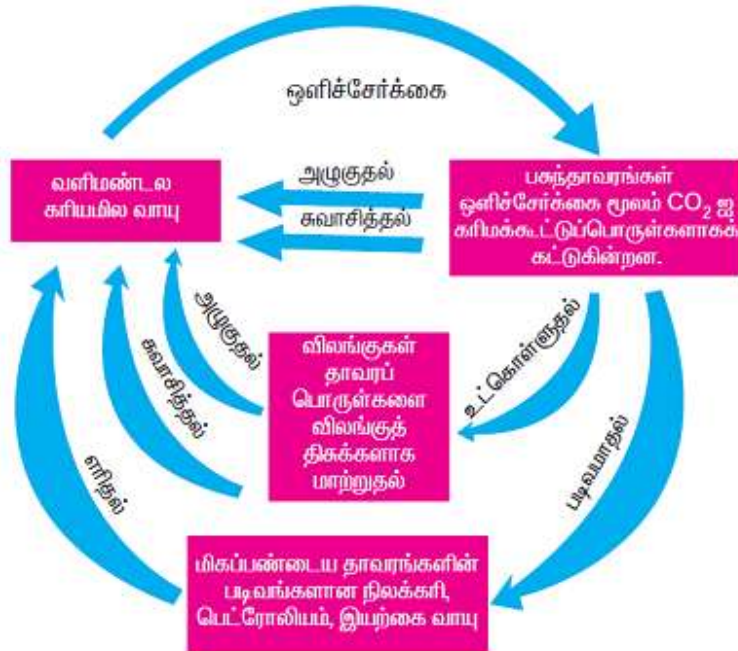 ஒளிச்சேர்க்கை
வளிமண்டல
கரியமில வாயு
அழுகுதல்
சுவாசித்தல்
பசுந்தாவரங்கள்
ஒளிச்சேர்க்கை மூலம் CO₂ ஐ
கரிமக்கூட்டுப்பொருள்களாகக்
கட்டுகின்றன.
அழுகுதல்
சுவாசித்தல்
எரிதல்
விலங்குகள்
தாவரப்
பொருள்களை
விலங்குத்
திசுக்களாக
மாற்றுதல்
உட்கொள்ளுதல்
படிவமாதல்
மிகப்பண்டைய தாவரங்களின்
படிவங்களான நிலக்கரி,
பெட்ரோலியம், இயற்கை வாயு